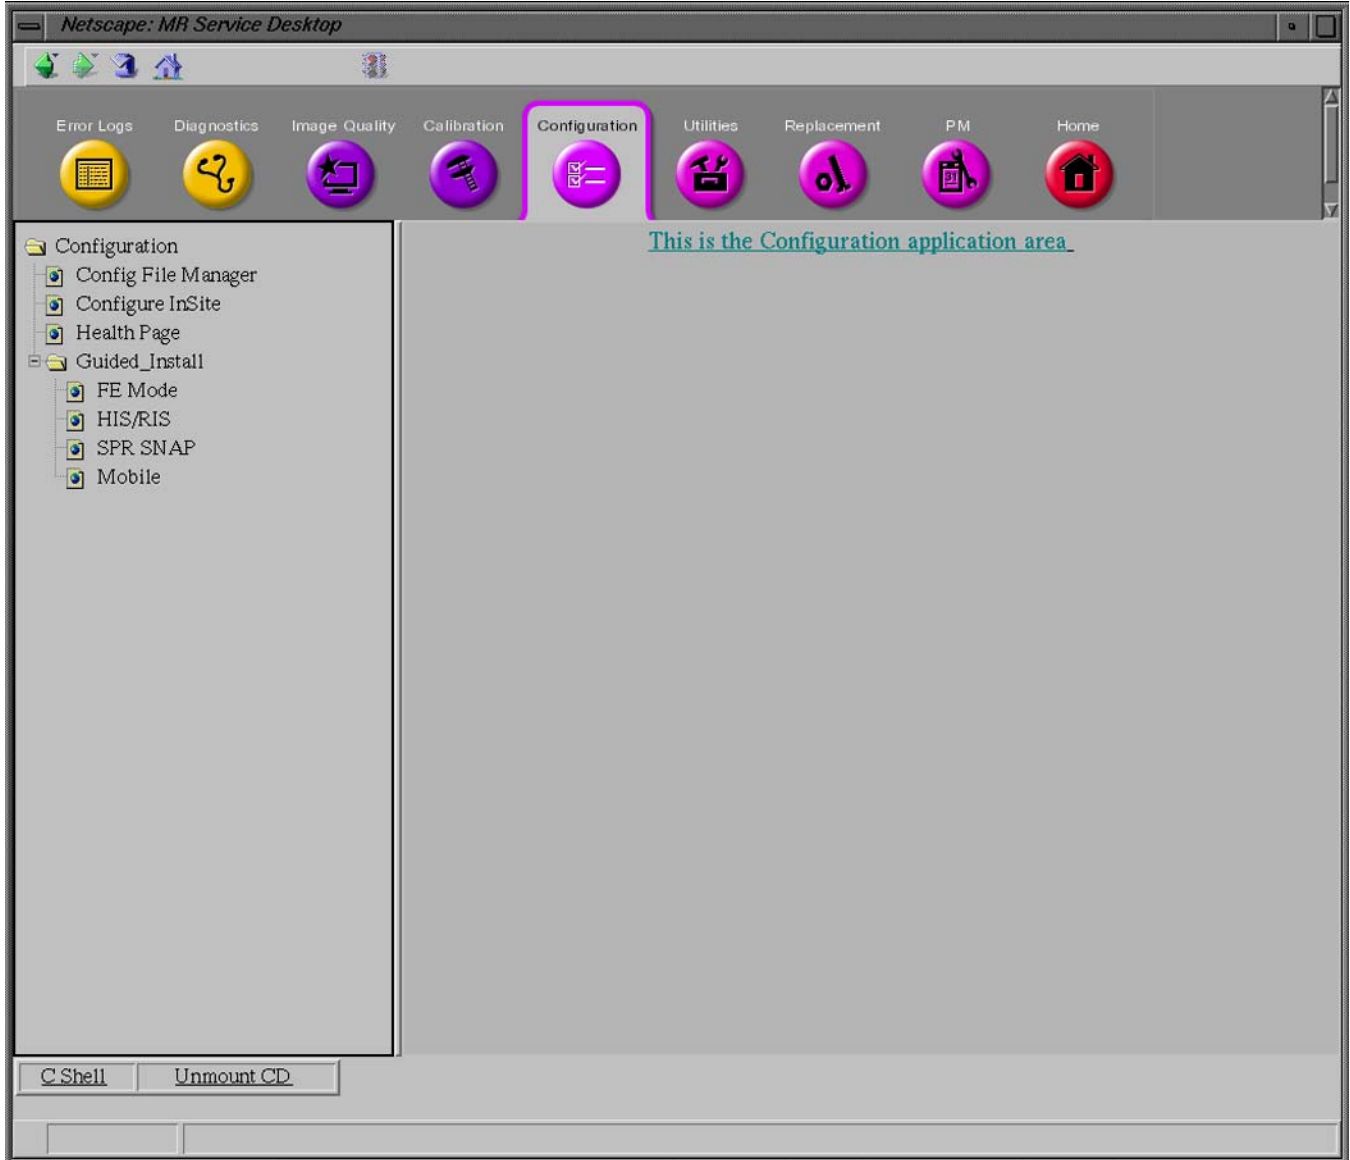 Netscape: MR Service Desktop
Error Logs Diagnostics Image Quality Calibration Configuration Utilities Replacement PM Home
31
This is the Configuration application area
Configuration
Config File Manager
Configure InSite
Health Page
Guided_Install
FE Mode
HIS/RIS
SPR SNAP
Mobile
C Shell Unmount CD